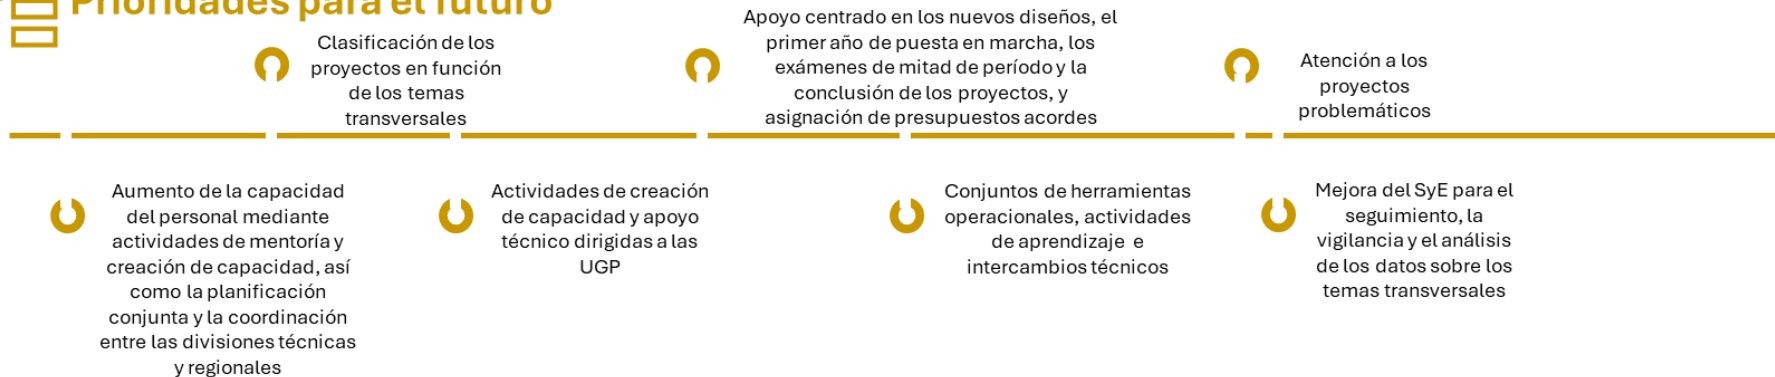 Prioridades para el futuro
Clasificación de los
proyectos en función
de los temas
transversales
Apoyo centrado en los nuevos diseños, el
primer año de puesta en marcha, los
exámenes de mitad de período y la
conclusión de los proyectos, y
asignación de presupuestos acordes
Atención a los
proyectos
problemáticos
Aumento de la capacidad
del personal mediante
actividades de mentoría y
creación de capacidad, así
como la planificación
conjunta y la coordinación
entre las divisiones técnicas
y regionales
Actividades de creación
de capacidad y apoyo
técnico dirigidas a las
UGP
Conjuntos de herramientas
operacionales, actividades
de aprendizaje e
intercambios técnicos
Mejora del SyE para el
seguimiento, la
vigilancia y el análisis
de los datos sobre los
temas transversales